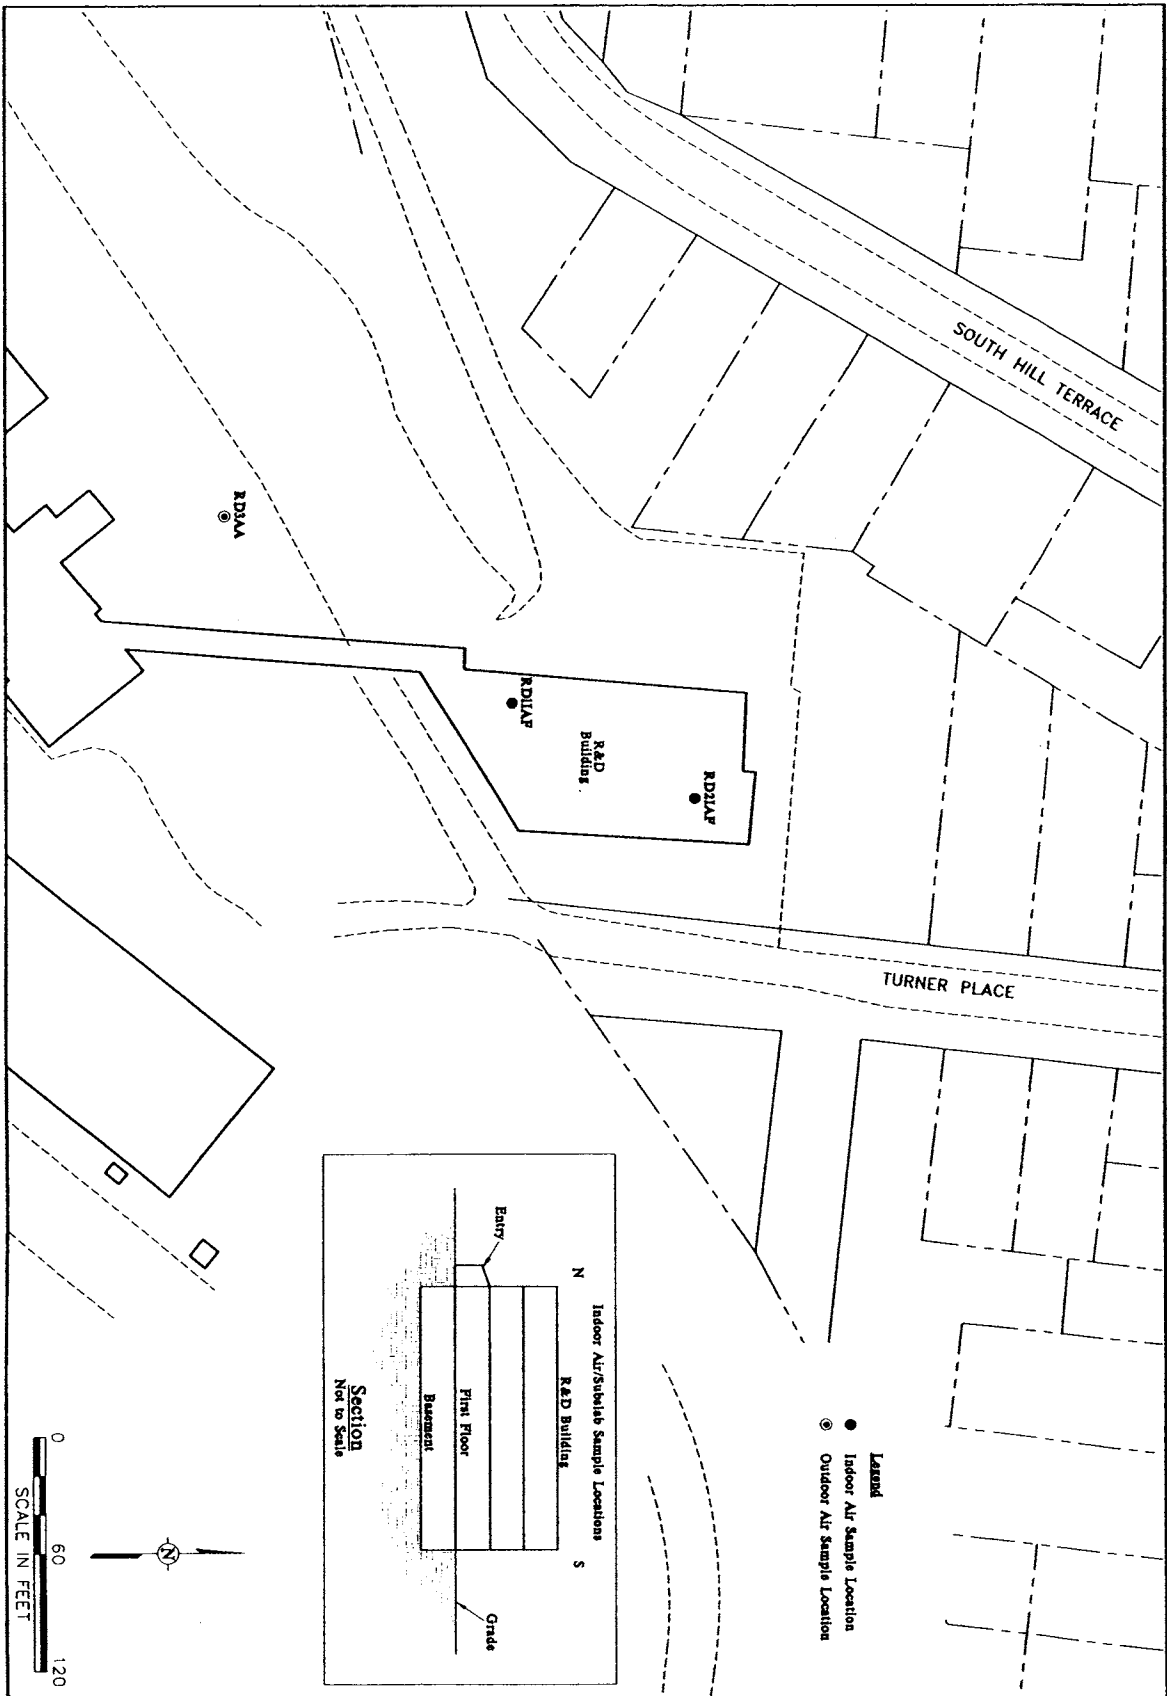 SOUTH HILL TERRACE
TURNER PLACE
RD3AA
RD1IAF
R&D
Building
RD2IAF
Legend
Indoor Air Sample Location
Outdoor Air Sample Location
Indoor Air/Subslab Sample Locations
N
S
R&D Building
Entry
First Floor
Basement
Grade
Section
Not to Scale
N
0
60
120
SCALE IN FEET